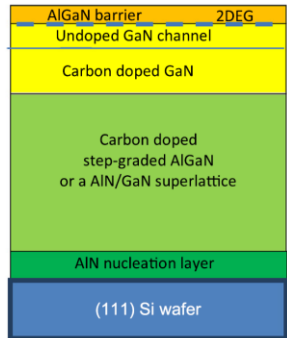 AlGaN barrier 2DEG
Undoped GaN channel
Carbon doped GaN
Carbon doped
step-graded AlGaN
or a AlN/GaN superlattice
AlN nucleation layer
(111) Si wafer